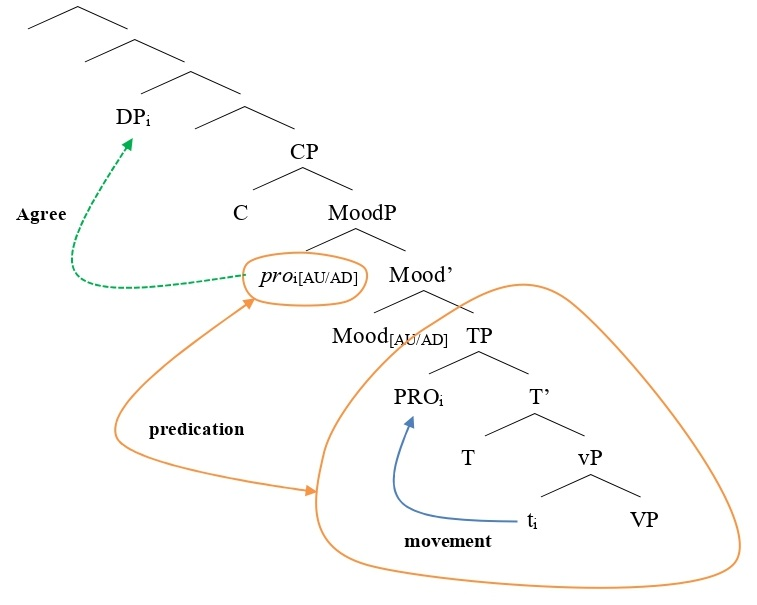 DPi
CP
Agree
C MoodP
proi[AU/AD] Mood’
Mood[AU/AD] TP
PROi T’
predication
T vP
ti VP
movement